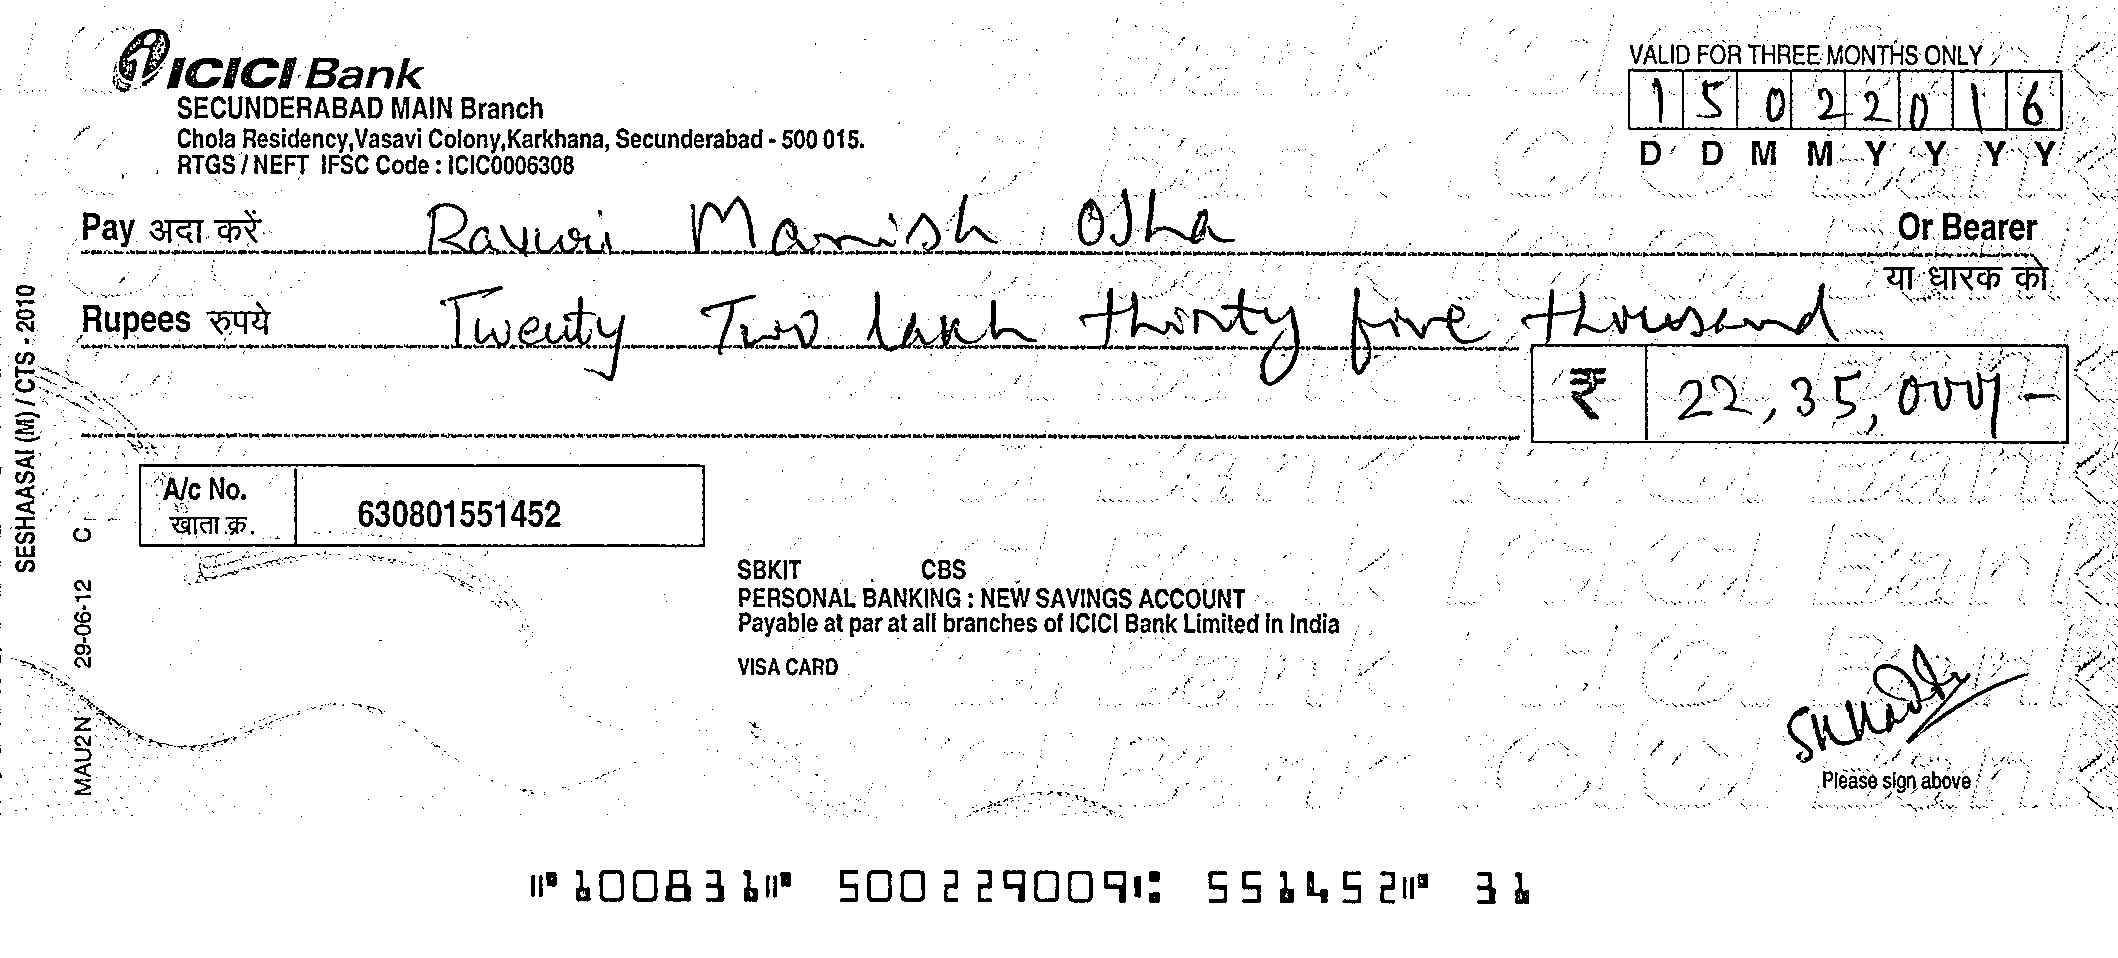 ICICI Bank
SECUNDERABAD MAIN Branch
Chola Residency,Vasavi Colony,Karkhana, Secunderabad - 500 015.
RTGS / NEFT IFSC Code : ICIC0006308
VALID FOR THREE MONTHS ONLY
1 5 0 2 2 0 1 6
D D M M Y Y Y Y
Pay अदा करें Manish Ojha Or Bearer
या धारक को
Rupees रुपये Twenty Two lakh thirty five thousand
₹ 22,35,000/-
A/c No. 630801551452
खाता क्र.
SBKIT CBS
PERSONAL BANKING : NEW SAVINGS ACCOUNT
Payable at par at all branches of ICICI Bank Limited in India
VISA CARD
Please sign above
SESHAASAI (M) / CTS - 2010
MAU2N 29-06-12 C
⑈100831⑈ 500229009⑆ 551452⑈ 31